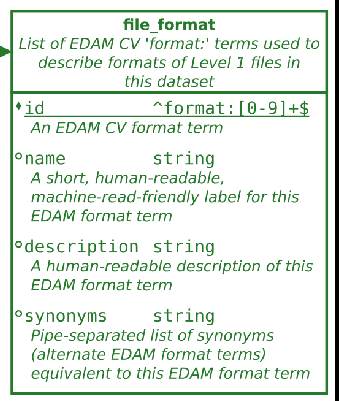 file_format
List of EDAM CV 'format:' terms used to
describe formats of Level 1 files in
this dataset
id ^format:[0-9]+$
An EDAM CV format term
name string
A short, human-readable,
machine-read-friendly label for this
EDAM format term
description string
A human-readable description of this
EDAM format term
synonyms string
Pipe-separated list of synonyms
(alternate EDAM format terms)
equivalent to this EDAM format term